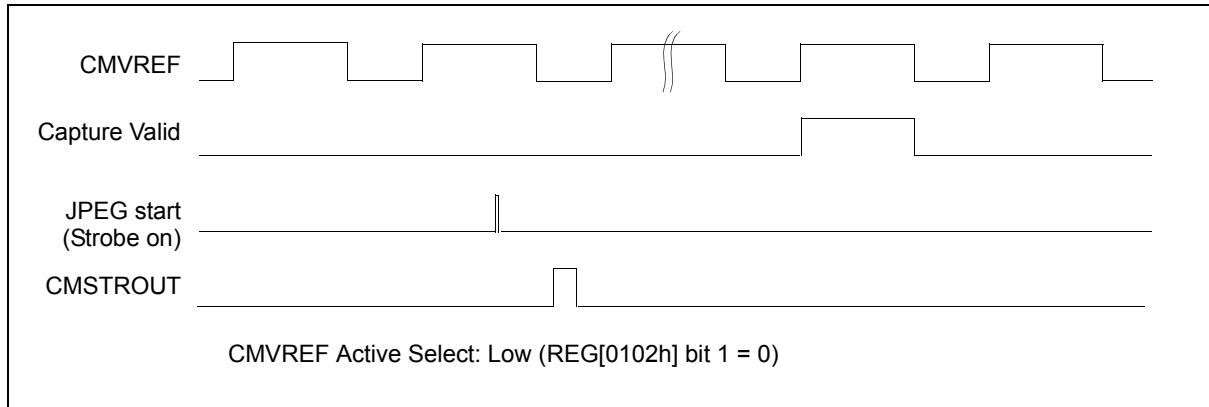 CMVREF
Capture Valid
JPEG start
(Strobe on)
CMSTROUT
CMVREF Active Select: Low (REG[0102h] bit 1 = 0)